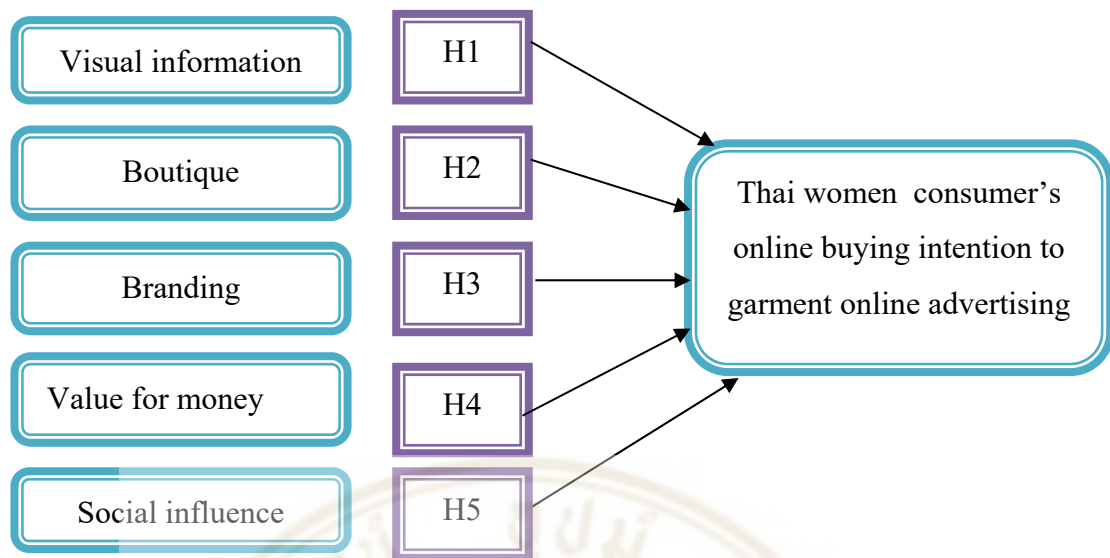 Visual information
H1
Boutique
H2
Branding
H3
Value for money
H4
Social influence
H5
Thai women consumer's
online buying intention to
garment online advertising